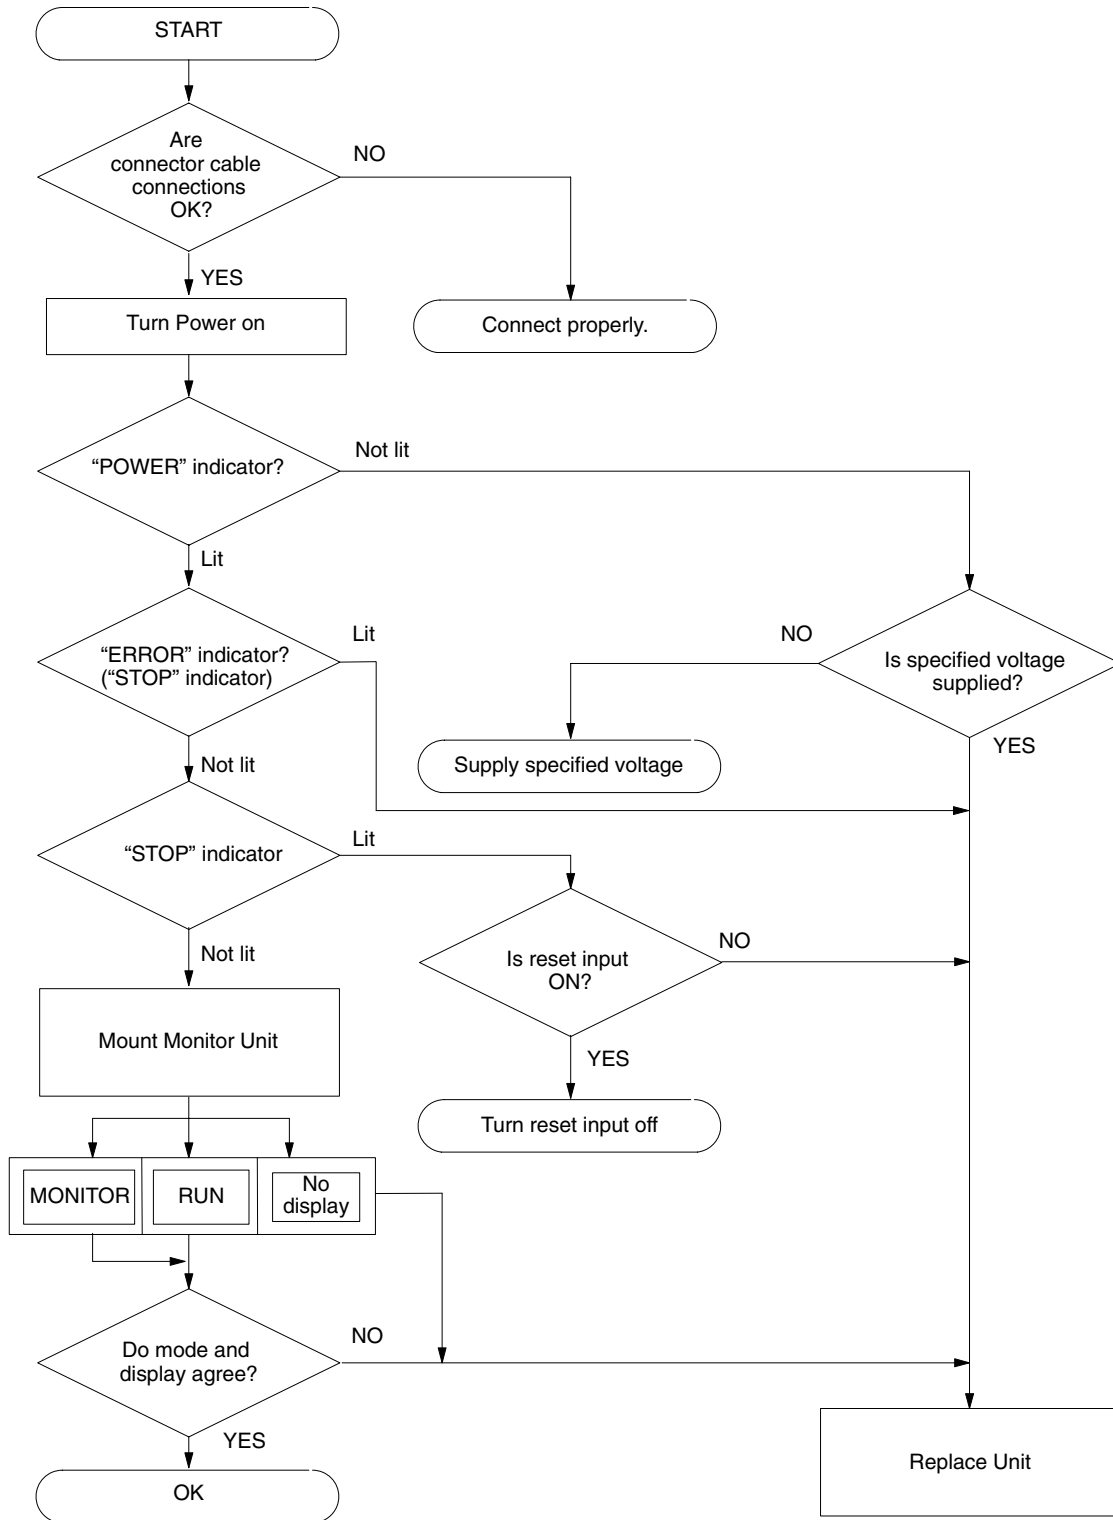 START
Are
connector cable
connections
OK?
NO
YES
Turn Power on
Connect properly.
“POWER” indicator?
Not lit
Lit
“ERROR” indicator?
(“STOP” indicator)
Lit
NO
Is specified voltage
supplied?
YES
Not lit
Supply specified voltage
“STOP” indicator
Lit
Not lit
Is reset input
ON?
NO
YES
Mount Monitor Unit
Turn reset input off
MONITOR
RUN
No
display
Do mode and
display agree?
NO
YES
OK
Replace Unit